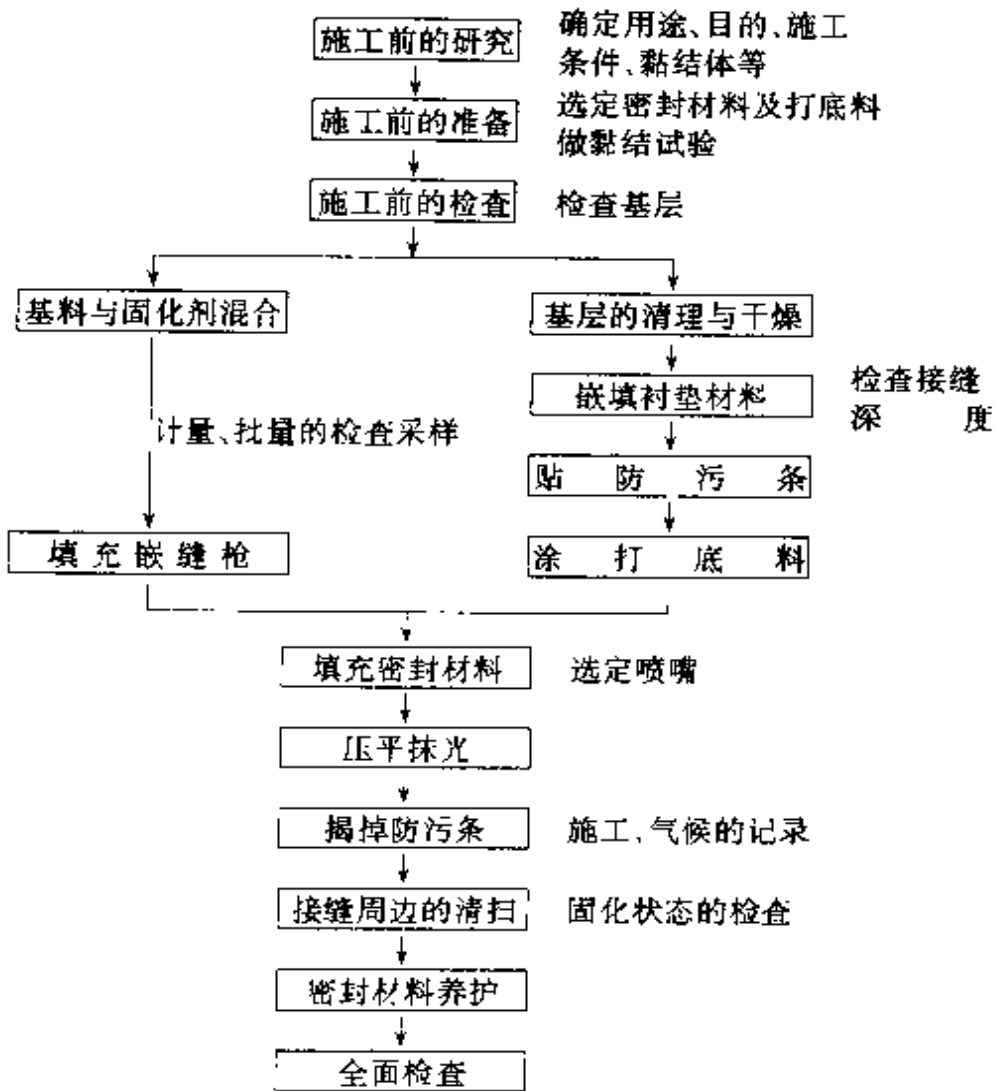 施工前的研究
确定用途、目的、施工
条件、黏结体等
施工前的准备
选定密封材料及打底料
做黏结试验
施工前的检查
检查基层
基料与固化剂混合
基层的清理与干燥
嵌填衬垫材料
检查接缝
深 度
计量、批量的检查采样
贴 防 污 条
填充嵌缝枪
涂 打 底 料
填充密封材料
选定喷嘴
压平抹光
揭掉防污条
施工,气候的记录
接缝周边的清扫
固化状态的检查
密封材料养护
全面检查